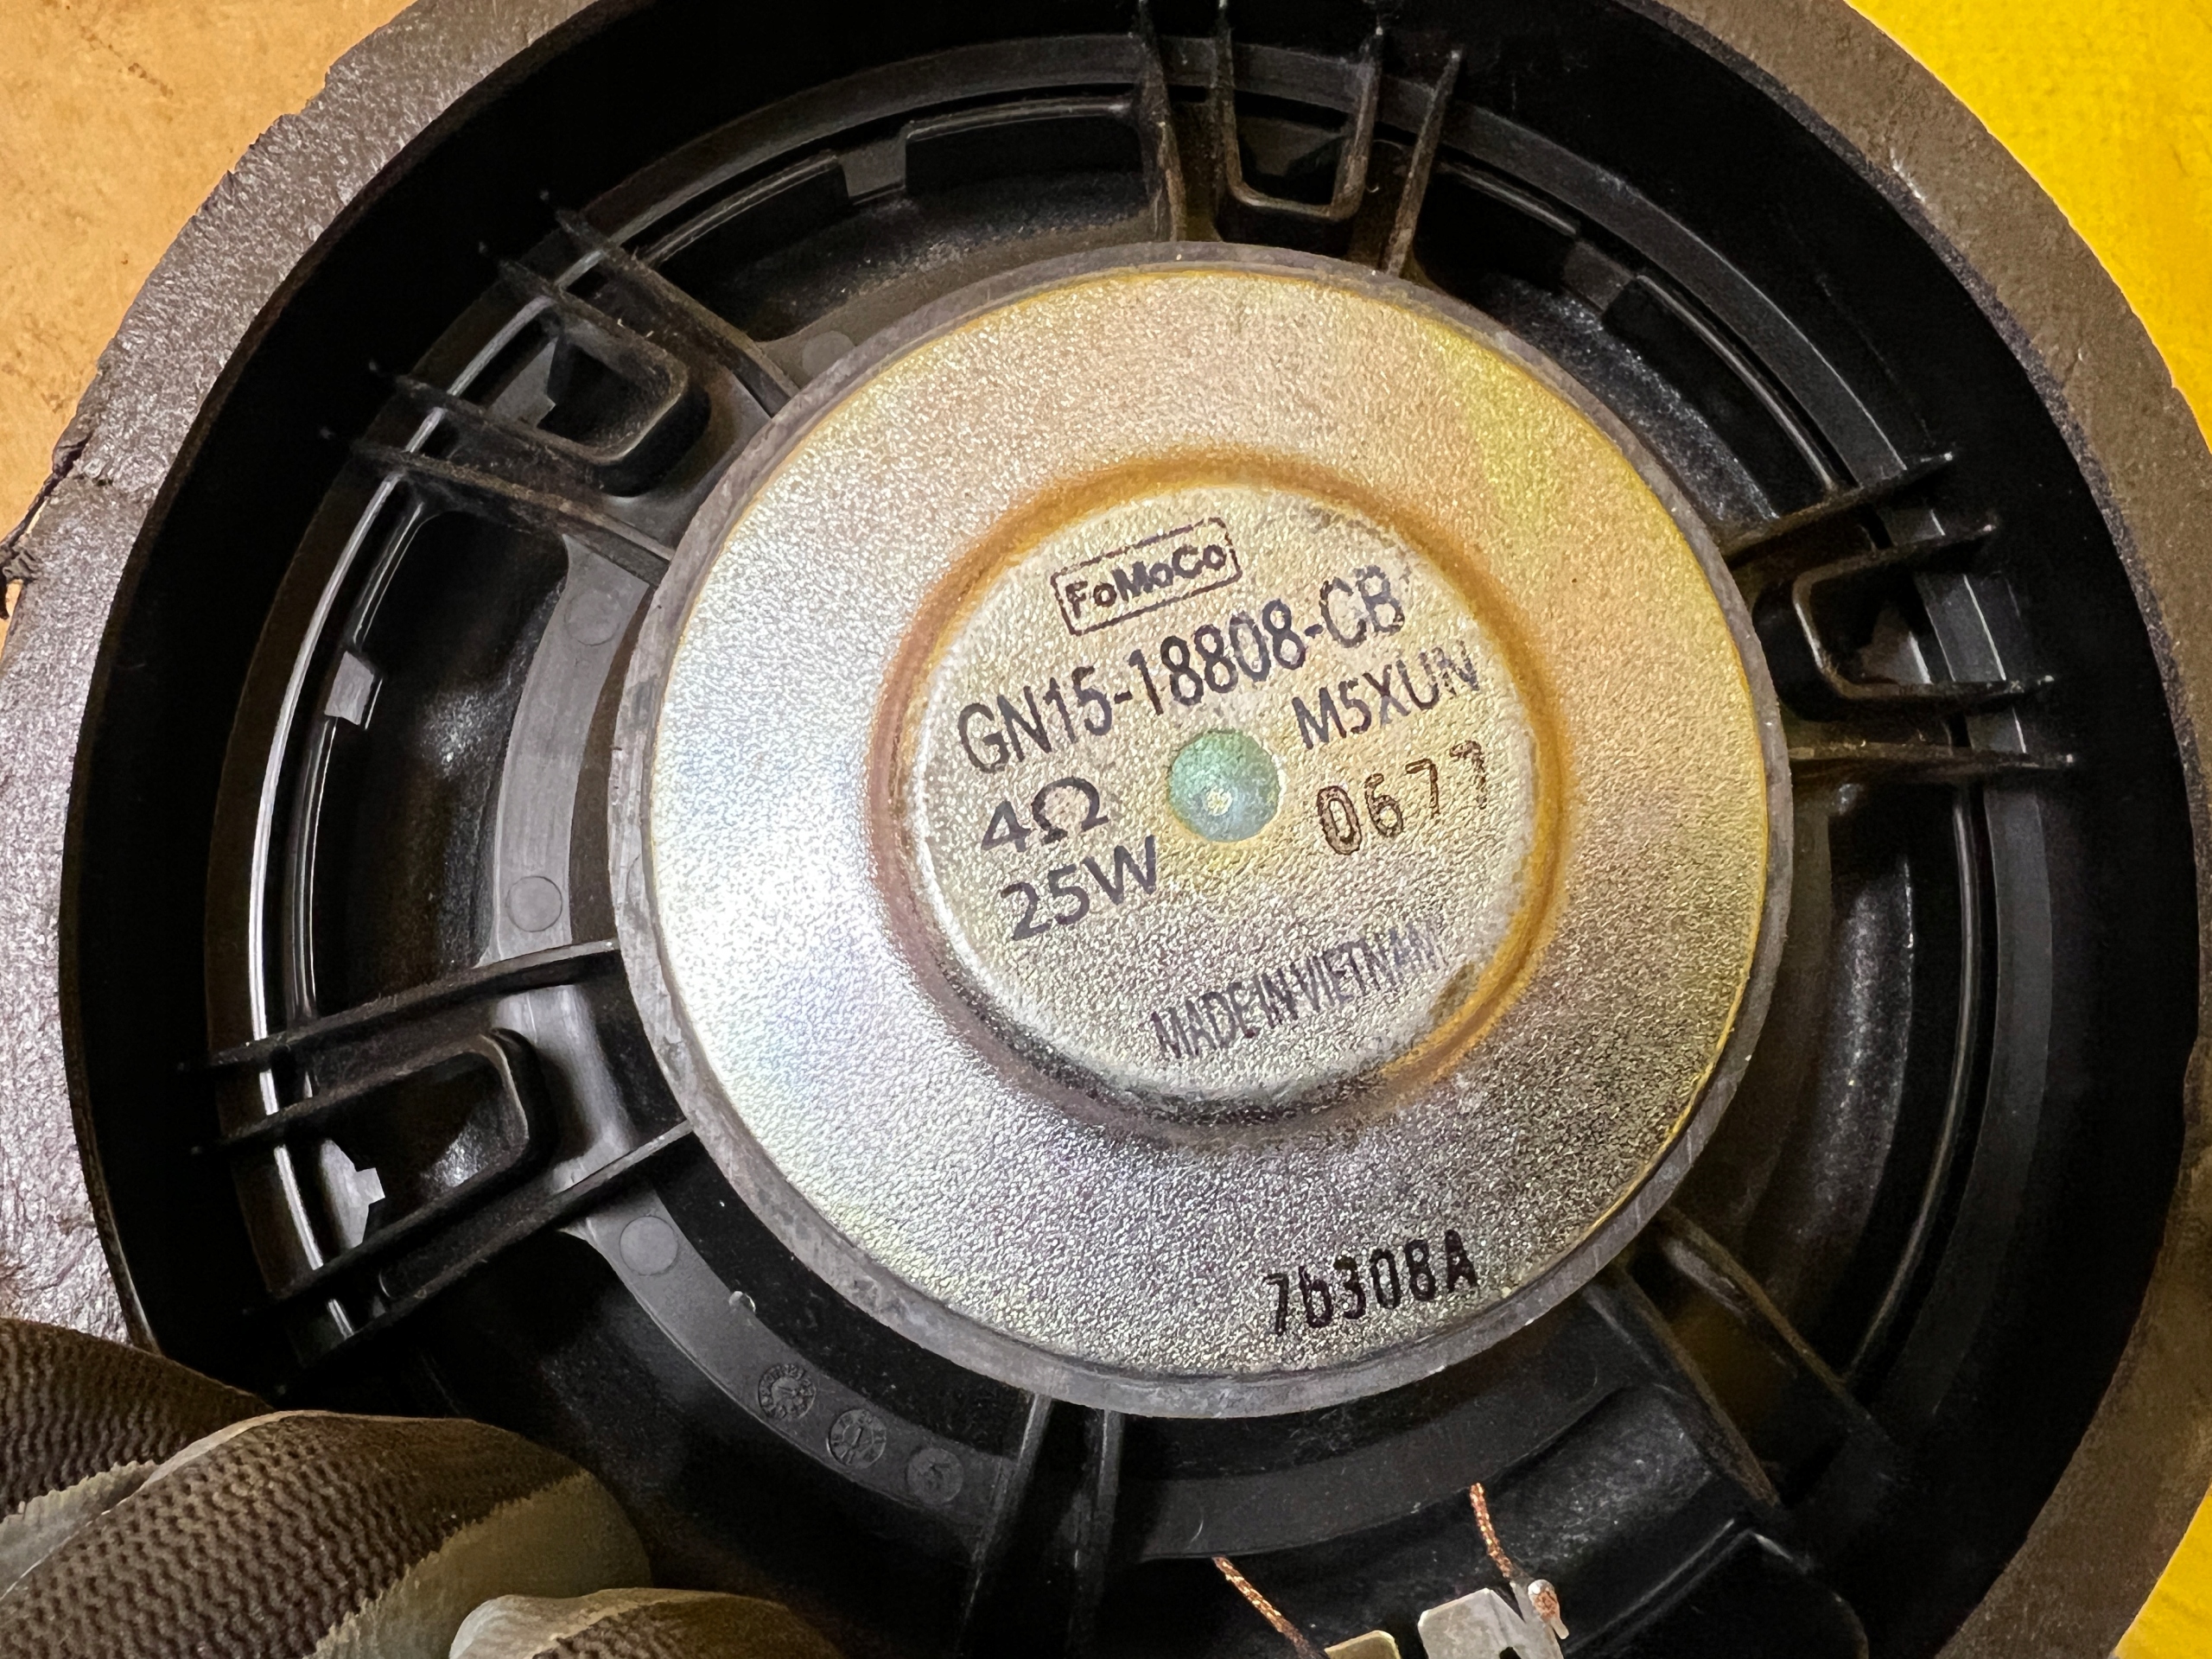 FoMoCo
GN15-18808-CB
M5XUN
4Ω
25W
0677
MADE IN VIETNAM
7b308A